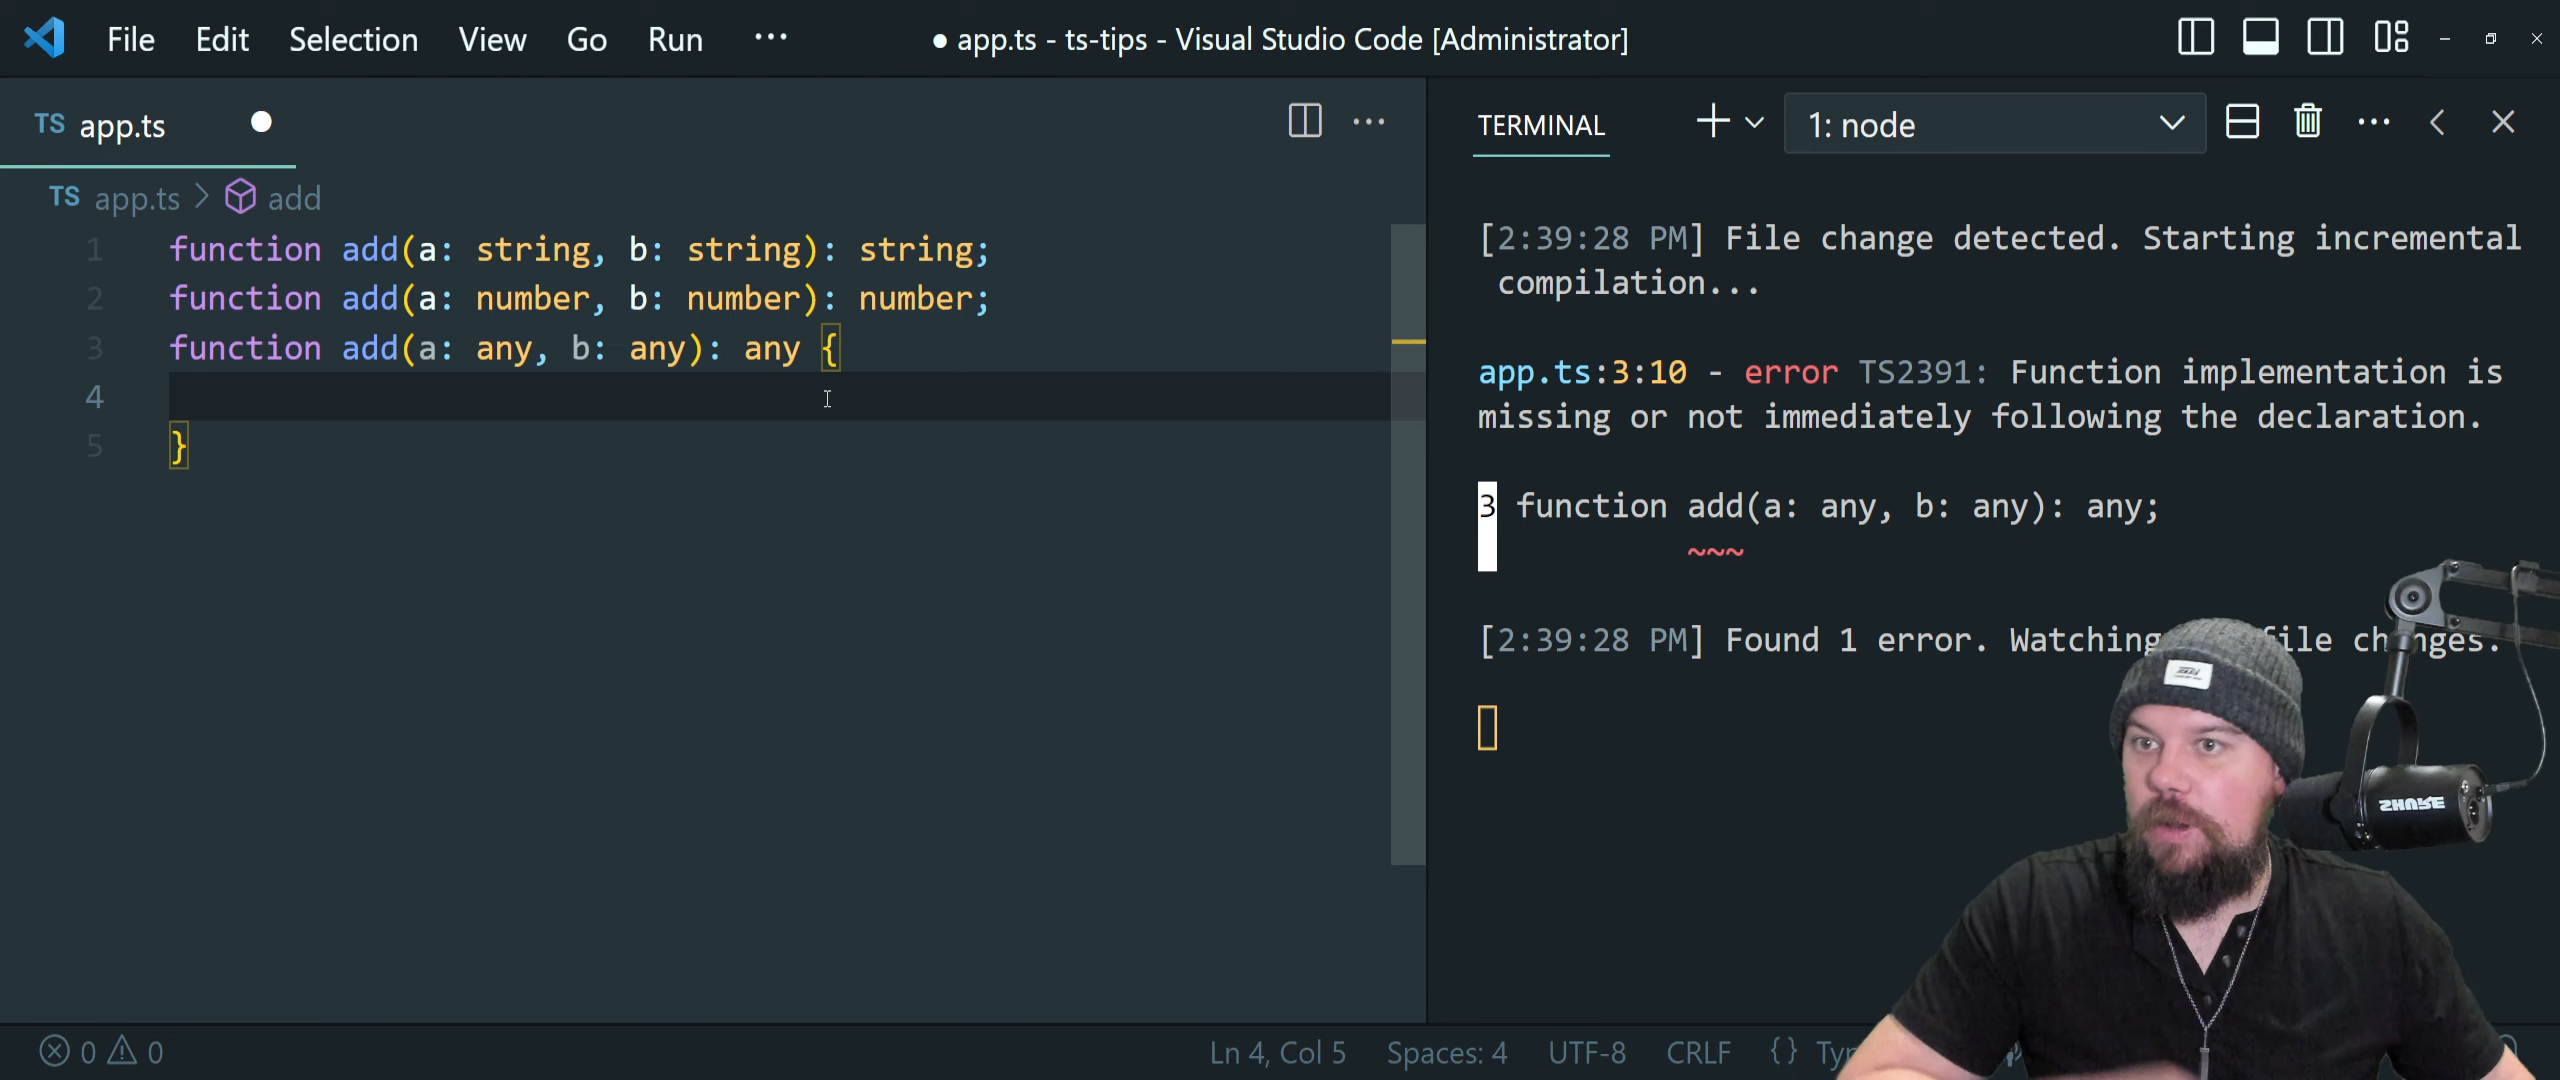 File Edit Selection View Go Run ... ● app.ts - ts-tips - Visual Studio Code [Administrator]
TS app.ts
TS app.ts > add
1 function add(a: string, b: string): string;
2 function add(a: number, b: number): number;
3 function add(a: any, b: any): any {
4
5 }
TERMINAL 1: node
[2:39:28 PM] File change detected. Starting incremental
compilation...
app.ts:3:10 - error TS2391: Function implementation is
missing or not immediately following the declaration.
3 function add(a: any, b: any): any;
~~~
[2:39:28 PM] Found 1 error. Watching file changes.
SHURE
0 0 Ln 4, Col 5 Spaces: 4 UTF-8 CRLF {}